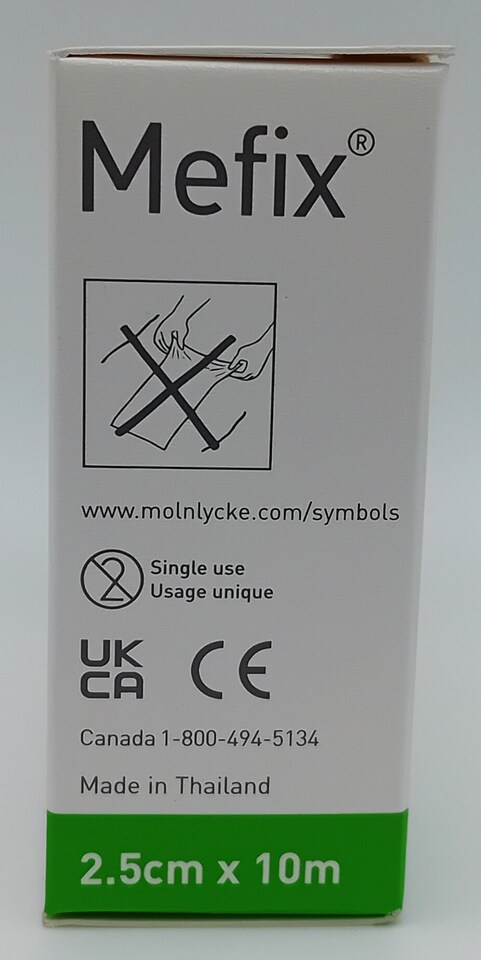 Mefix®
www.molnlycke.com/symbols
2
Single use
Usage unique
UK
CA
CE
Canada 1-800-494-5134
Made in Thailand
2.5cm x 10m